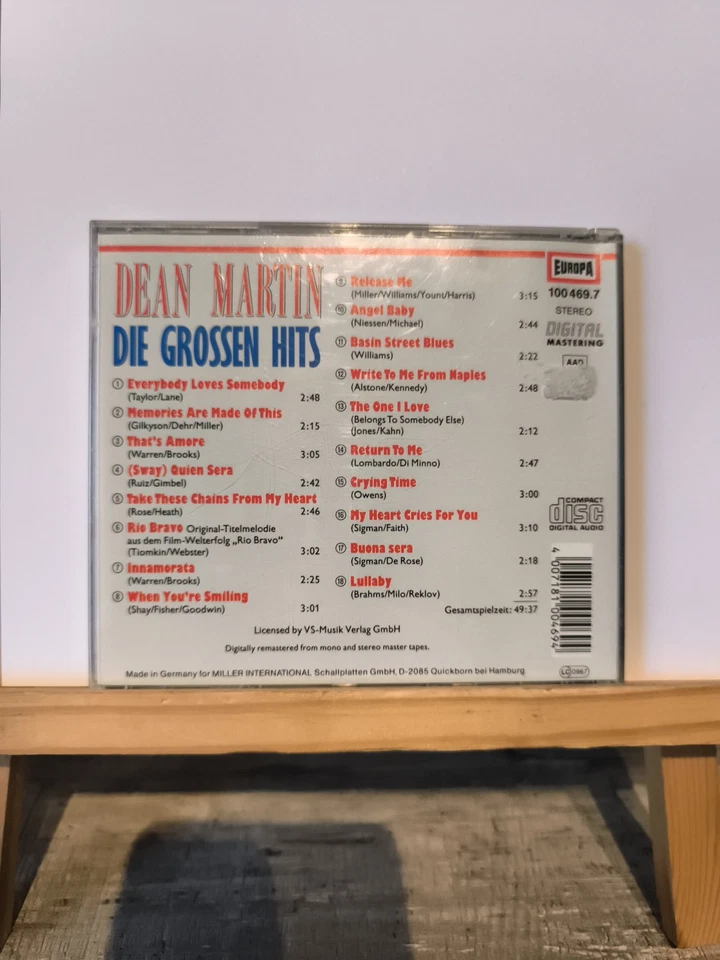 DEAN MARTIN
DIE GROSSEN HITS
① Everybody Loves Somebody
(Taylor/Lane) 2:48
② Memories Are Made Of This
(Gilkyson/Dehr/Miller) 2:15
③ That's Amore
(Warren/Brooks) 3:05
④ (Sway) Quien Sera
(Ruiz/Gimbel) 2:42
⑤ Take These Chains From My Heart
(Rose/Heath) 2:46
⑥ Rio Bravo Original-Titelmelodie
aus dem Film-Welterfolg „Rio Bravo"
(Tiomkin/Webster) 3:02
⑦ Innamorata
(Warren/Brooks) 2:25
⑧ When You're Smiling
(Shay/Fisher/Goodwin) 3:01
⑨ Release Me
(Miller/Williams/Yount/Harris) 3:15
⑩ Angel Baby
(Niessen/Michael) 2:44
⑪ Basin Street Blues
(Williams) 2:22
⑫ Write To Me From Naples
(Alstone/Kennedy) 2:48
⑬ The One I Love
(Belongs To Somebody Else)
(Jones/Kahn) 2:12
⑭ Return To Me
(Lombardo/Di Minno) 2:47
⑮ Crying Time
(Owens) 3:00
⑯ My Heart Cries For You
(Sigman/Faith) 3:10
⑰ Buona sera
(Sigman/De Rose) 2:18
⑱ Lullaby
(Brahms/Milo/Reklov) 2:57
Gesamtspielzeit: 49:37
EUROPA
100 469.7
STEREO
DIGITAL
MASTERING
AAD
COMPACT
disc
DIGITAL AUDIO
4 007181 004694
Licensed by VS-Musik Verlag GmbH
Digitally remastered from mono and stereo master tapes.
Made in Germany for MILLER INTERNATIONAL Schallplatten GmbH, D-2085 Quickborn bei Hamburg
LC 0967